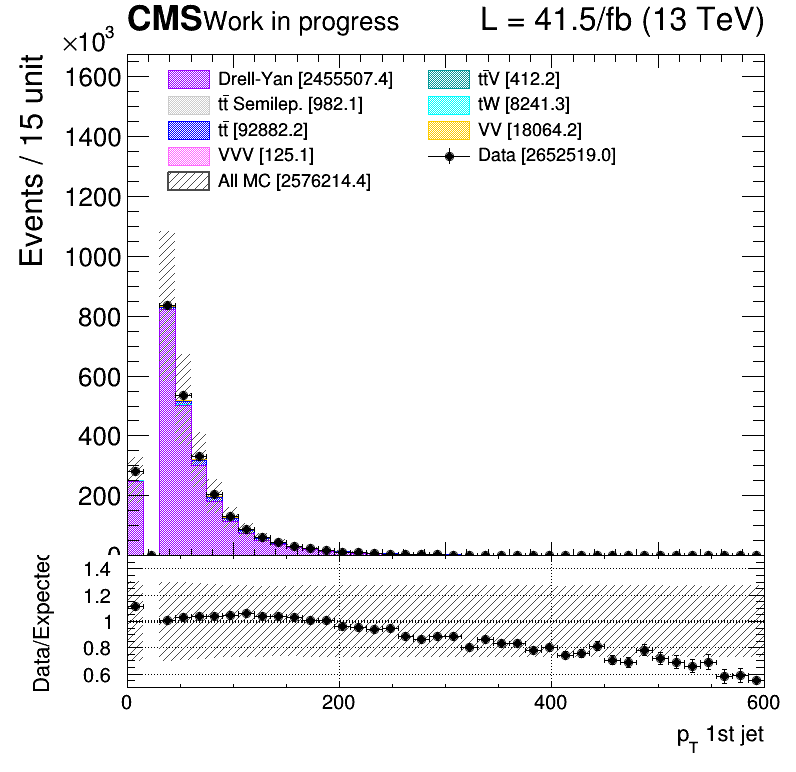 CMS Work in progress L = 41.5/fb (13 TeV)
×10³
Events / 15 unit
1600
1400
1200
1000
800
600
400
200
0
Drell-Yan [2455507.4]
tt̄ Semilep. [982.1]
tt̄ [92882.2]
VVV [125.1]
All MC [2576214.4]
tt̄V [412.2]
tW [8241.3]
VV [18064.2]
Data [2652519.0]
Data/Expected
1.4
1.2
1
0.8
0.6
0 200 400 600
p_T 1st jet